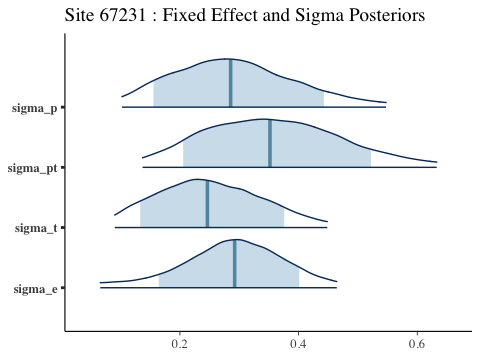 Site 67231 : Fixed Effect and Sigma Posteriors
sigma_p
sigma_pt
sigma_t
sigma_e
0.2 0.4 0.6